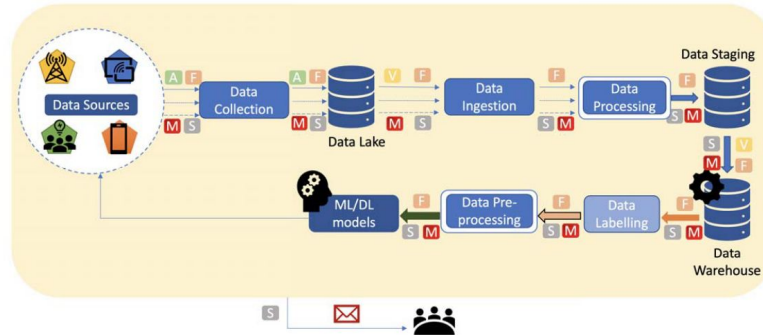 Data Sources
A F
M S
Data
Collection
A F
M S
Data Lake
V F
M S
Data
Ingestion
F
S M
Data
Processing
F
S M
Data Staging
S V
M F
Data
Warehouse
F
S M
Data
Labelling
F
S M
Data Pre-
processing
F
S M
ML/DL
models
S